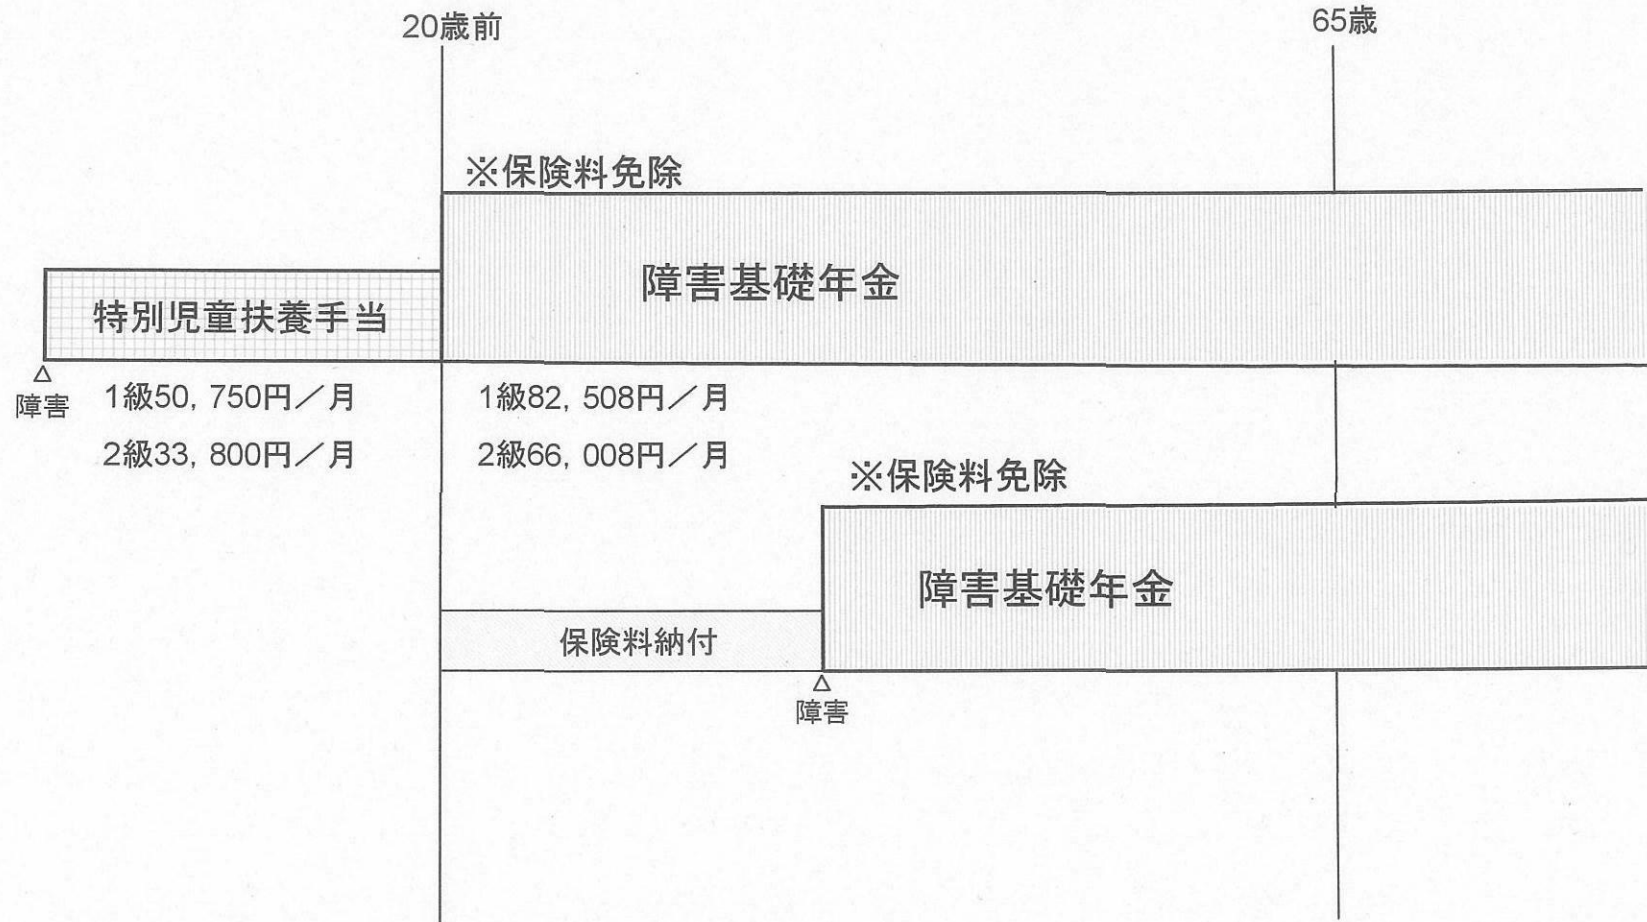 20歳前
65歳
※保険料免除
障害基礎年金
特別児童扶養手当
△
障害
1級50,750円／月
2級33,800円／月
1級82,508円／月
2級66,008円／月
※保険料免除
障害基礎年金
保険料納付
△
障害